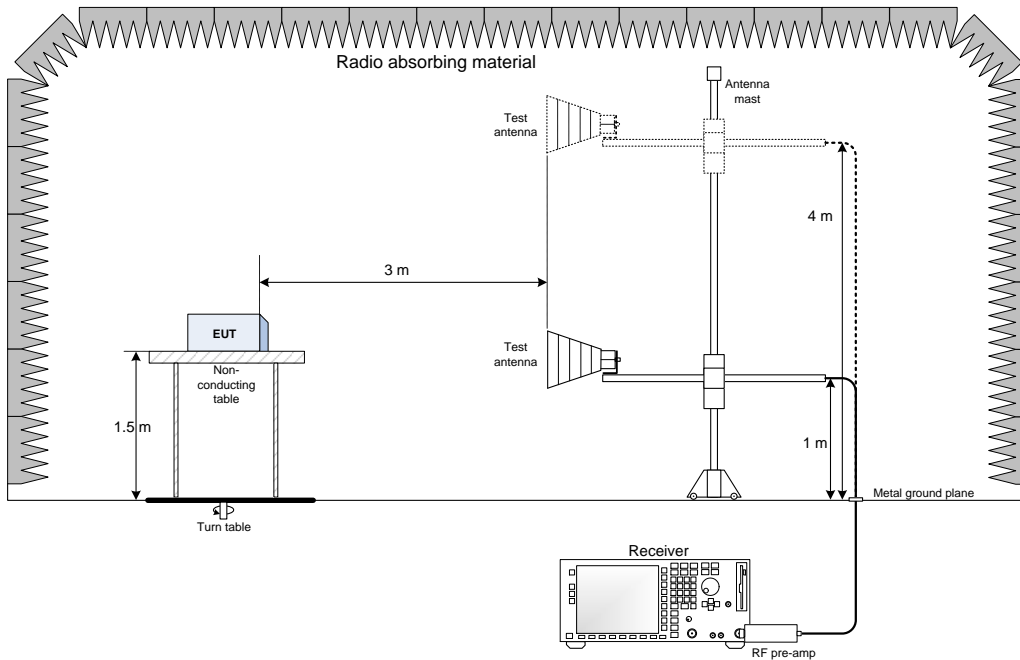 Radio absorbing material
Antenna
mast
Test
antenna
4 m
3 m
EUT
Test
antenna
Non-
conducting
table
1.5 m
1 m
Metal ground plane
Turn table
Receiver
RF pre-amp